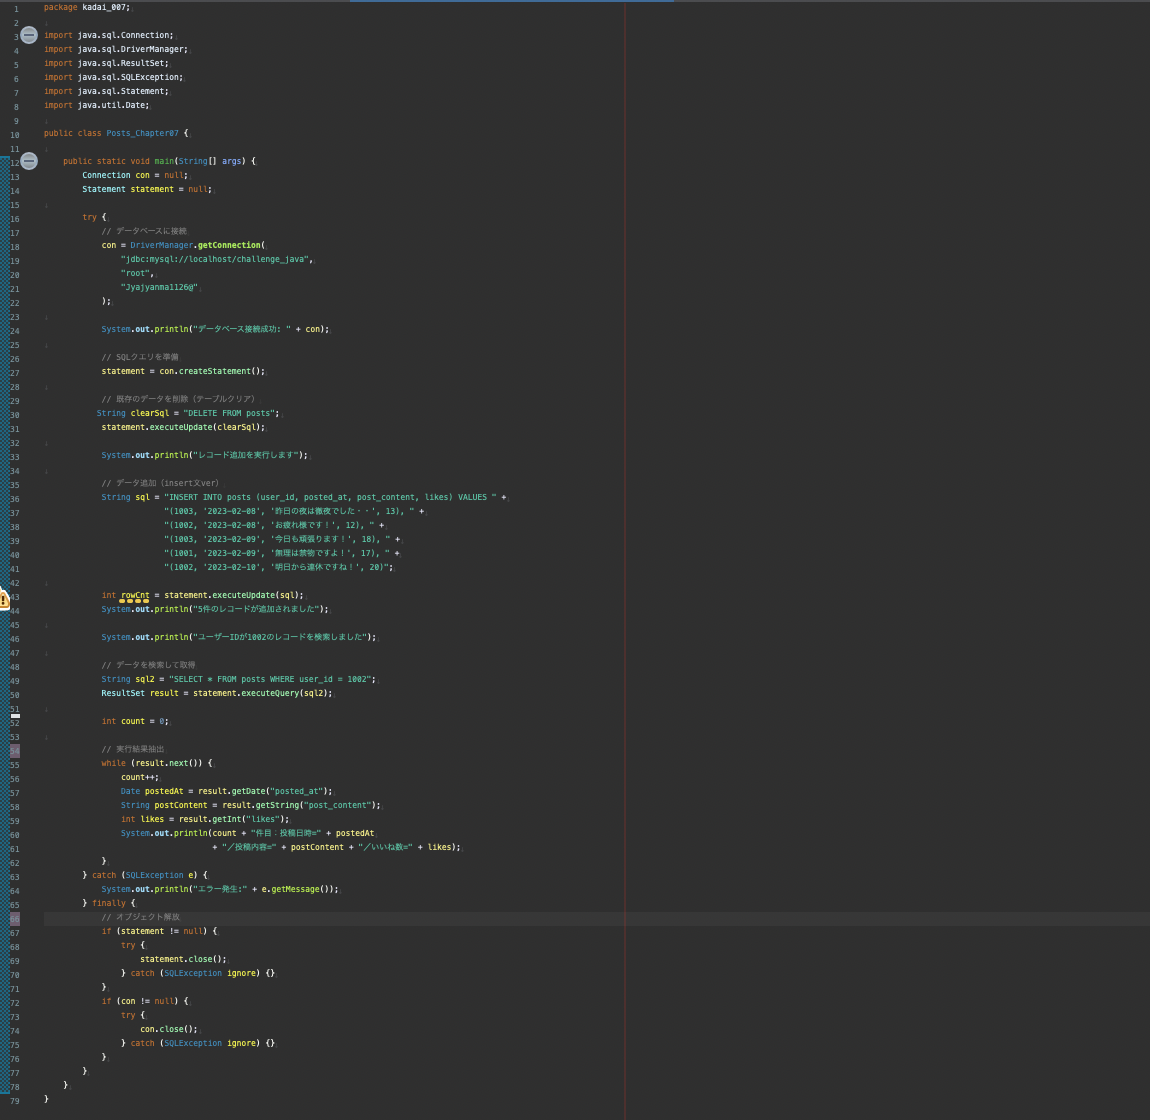 1 package kadai_007;
2
3 import java.sql.Connection;
4 import java.sql.DriverManager;
5 import java.sql.ResultSet;
6 import java.sql.SQLException;
7 import java.sql.Statement;
8 import java.util.Date;
9
10 public class Posts_Chapter07 {
11
12 public static void main(String[] args) {
13 Connection con = null;
14 Statement statement = null;
15
16 try {
17 // データベースに接続
18 con = DriverManager.getConnection(
19 "jdbc:mysql://localhost/challenge_java",
20 "root",
21 "Jyajyanma1126@"
22 );
23
24 System.out.println("データベース接続成功: " + con);
25
26 // SQLクエリを準備
27 statement = con.createStatement();
28
29 // 既存のデータを削除（テーブルクリア）
30 String clearSql = "DELETE FROM posts";
31 statement.executeUpdate(clearSql);
32
33 System.out.println("レコード追加を実行します");
34
35 // データ追加（insert文ver）
36 String sql = "INSERT INTO posts (user_id, posted_at, post_content, likes) VALUES " +
37 "(1003, '2023-02-08', '昨日の夜は徹夜でした・・', 13), " +
38 "(1002, '2023-02-08', 'お疲れ様です！', 12), " +
39 "(1003, '2023-02-09', '今日も頑張ります！', 18), " +
40 "(1001, '2023-02-09', '無理は禁物ですよ！', 17), " +
41 "(1002, '2023-02-10', '明日から連休ですね！', 20)";
42
43 int rowCnt = statement.executeUpdate(sql);
44 System.out.println("5件のレコードが追加されました");
45
46 System.out.println("ユーザーIDが1002のレコードを検索しました");
47
48 // データを検索して取得
49 String sql2 = "SELECT * FROM posts WHERE user_id = 1002";
50 ResultSet result = statement.executeQuery(sql2);
51
52 int count = 0;
53
54 // 実行結果抽出
55 while (result.next()) {
56 count++;
57 Date postedAt = result.getDate("posted_at");
58 String postContent = result.getString("post_content");
59 int likes = result.getInt("likes");
60 System.out.println(count + "件目：投稿日時=" + postedAt
61 + "／投稿内容=" + postContent + "／いいね数=" + likes);
62 }
63 } catch (SQLException e) {
64 System.out.println("エラー発生:" + e.getMessage());
65 } finally {
66 // オブジェクト解放
67 if (statement != null) {
68 try {
69 statement.close();
70 } catch (SQLException ignore) {}
71 }
72 if (con != null) {
73 try {
74 con.close();
75 } catch (SQLException ignore) {}
76 }
77 }
78 }
79 }